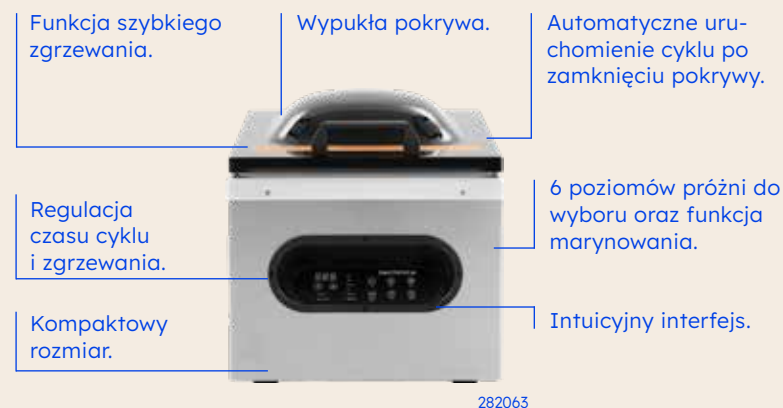 Funkcja szybkiego
zgrzewania.
Wypukła pokrywa.
Automatyczne uru-
chomienie cyklu po
zamknięciu pokrywy.
Regulacja
czasu cyklu
i zgrzewania.
6 poziomów próżni do
wyboru oraz funkcja
marynowania.
Kompaktowy
rozmiar.
Intuicyjny interfejs.
282063